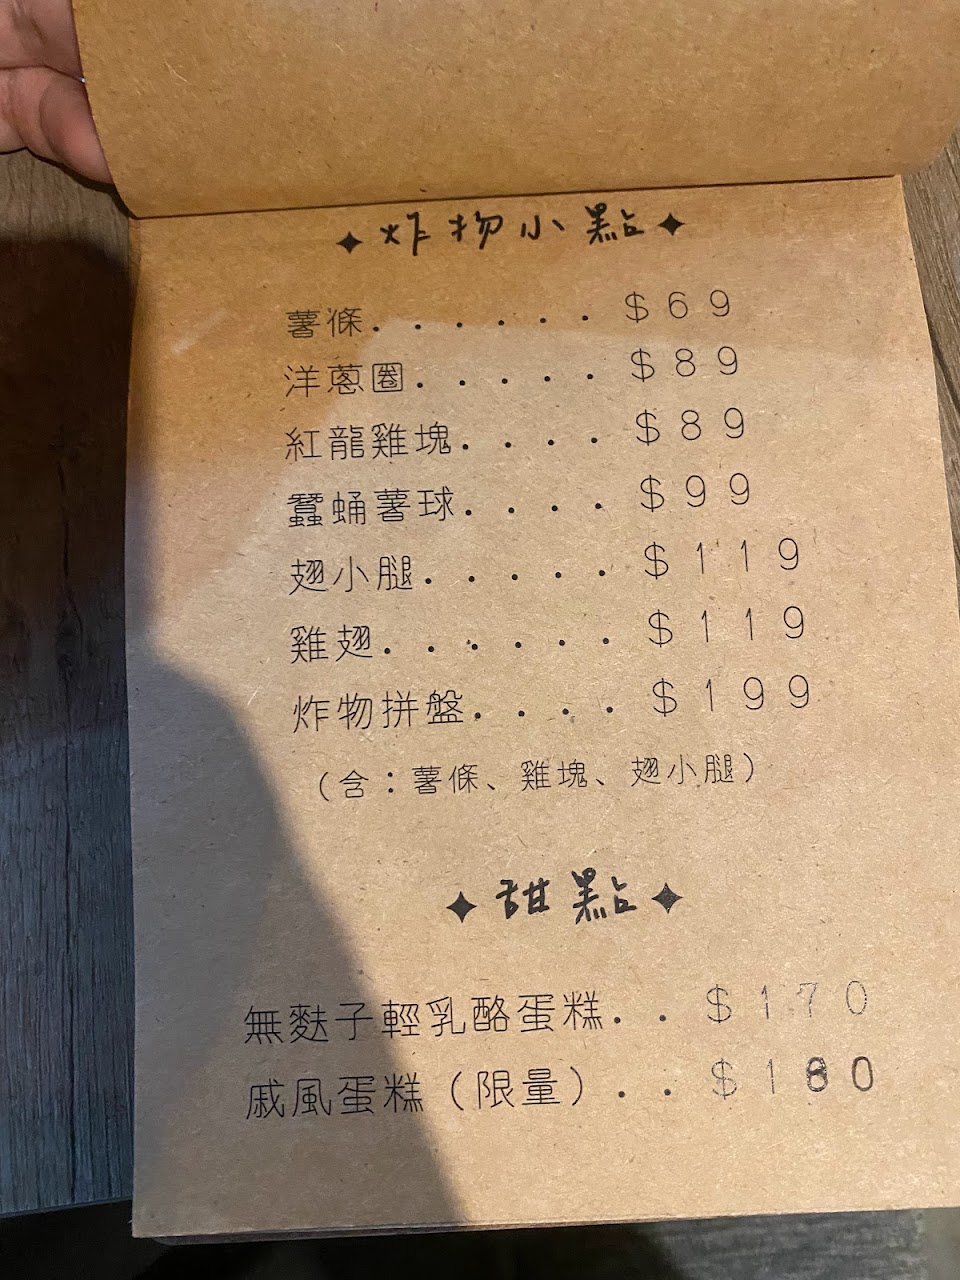 ✦炸物小點✦
薯條. . . . . . $69
洋蔥圈. . . . . $89
紅龍雞塊. . . . $89
蠶蛹薯球. . . . $99
翅小腿. . . . . $119
雞翅. . . . . . $119
炸物拼盤. . . . $199
(含：薯條、雞塊、翅小腿)
✦甜點✦
無麩子輕乳酪蛋糕. . $170
戚風蛋糕（限量）. . $180